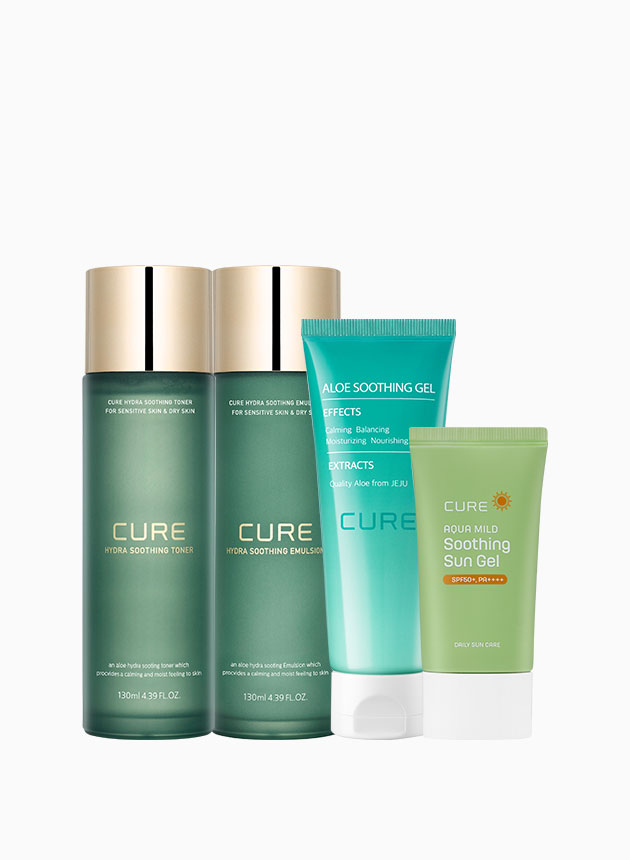 CURE HYDRA SOOTHING TONER
FOR SENSITIVE SKIN & DRY SKIN
CURE
HYDRA SOOTHING TONER
an aloe hydra soofing toner which
procvides a calming and moist feeling to skin
130ml 4.39 FL.OZ.
CURE HYDRA SOOTHING EMUL
FOR SENSITIVE SKIN & DRY S
CURE
HYDRA SOOTHING EMULSION
an aloe hydra soofing Emulsion which
procvides a calming and moist feeling to skin
130ml 4.39 FL.OZ.
ALOE SOOTHING GEL
EFFECTS
Calming Balancing
Moisturizing Nourishing
EXTRACTS
Quality Aloe from JEJU
CURE
CURE
AQUA MILD
Soothing
Sun Gel
SPF50+, PA++++
DAILY SUN CARE